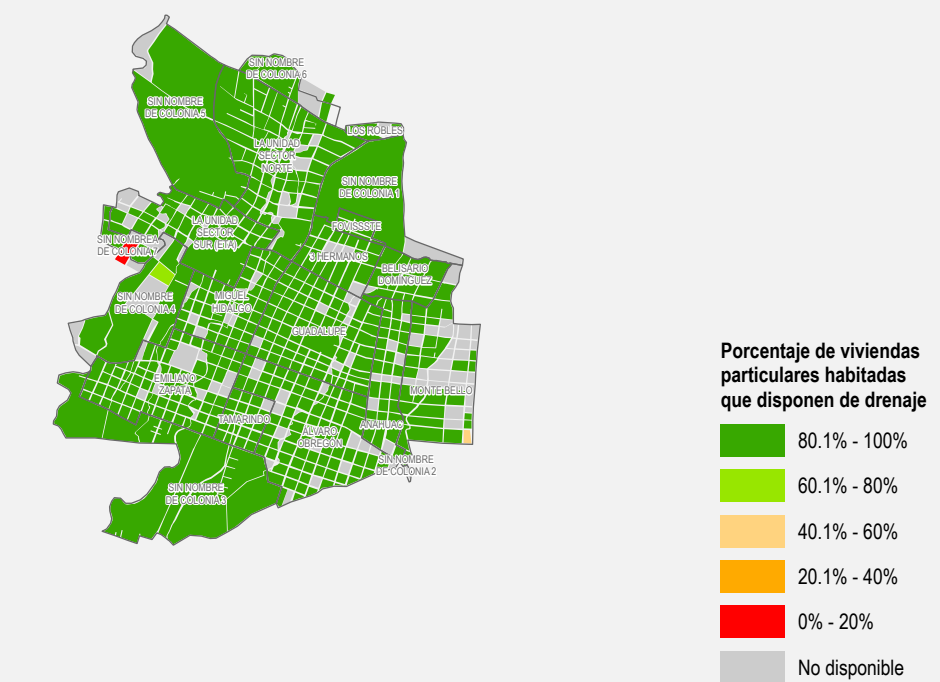 SIN NOMBRE
DE COLONIA 6
SIN NOMBRE
DE COLONIA 5
LOS ROBLES
LA UNIDAD
SECTOR
NORTE
SIN NOMBRE
DE COLONIA 1
LA UNIDAD
SECTOR
SUR (ETA)
FOVISSSTE
SIN NOMBREA
DE COLONIA 7
3 HERMANOS
BELISARIO
DOMÍNGUEZ
SIN NOMBRE
DE COLONIA 4
MIGUEL
HIDALGO
GUADALUPE
EMILIANO
ZAPATA
MONTE BELLO
TAMARINDO
ANAHUAC
ALVARO
OBREGÓN
SIN NOMBRE
DE COLONIA 2
SIN NOMBRE
DE COLONIA 3
Porcentaje de viviendas
particulares habitadas
que disponen de drenaje
80.1% - 100%
60.1% - 80%
40.1% - 60%
20.1% - 40%
0% - 20%
No disponible